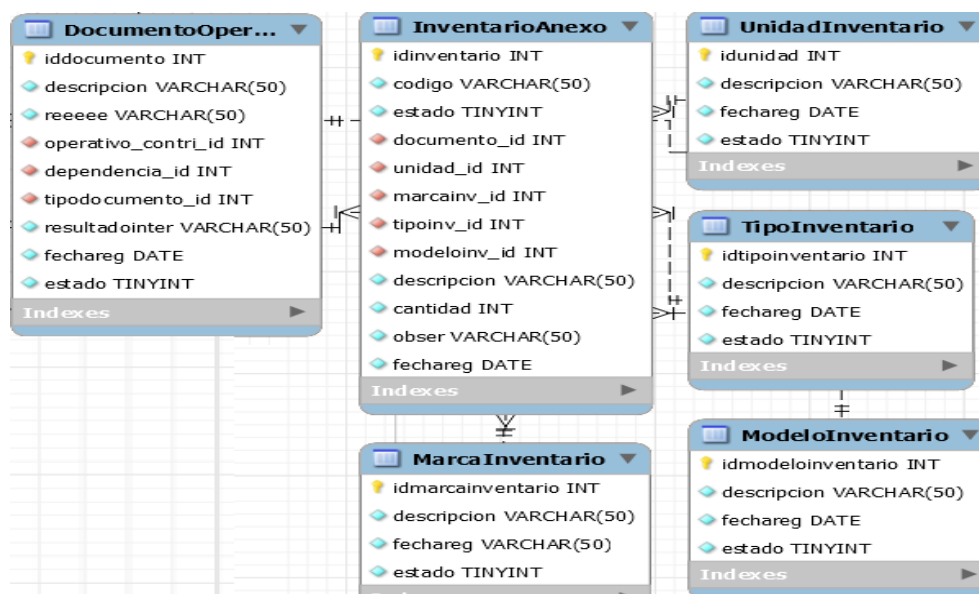 DocumentoOper...
iddocumento INT
descripcion VARCHAR(50)
reeeee VARCHAR(50)
operativo_contri_id INT
dependencia_id INT
tipodocumento_id INT
resultadointer VARCHAR(50)
fechareg DATE
estado TINYINT
Indexes
InventarioAnexo
idinventario INT
codigo VARCHAR(50)
estado TINYINT
documento_id INT
unidad_id INT
marcainv_id INT
tipoinv_id INT
modeloinv_id INT
descripcion VARCHAR(50)
cantidad INT
obser VARCHAR(50)
fechareg DATE
Indexes
UnidadInventario
idunidad INT
descripcion VARCHAR(50)
fechareg DATE
estado TINYINT
Indexes
TipoInventario
idtipoinventario INT
descripcion VARCHAR(50)
fechareg DATE
estado TINYINT
Indexes
MarcaInventario
idmarcainventario INT
descripcion VARCHAR(50)
fechareg VARCHAR(50)
estado TINYINT
ModeloInventario
idmodeloinventario INT
descripcion VARCHAR(50)
fechareg DATE
estado TINYINT
Indexes